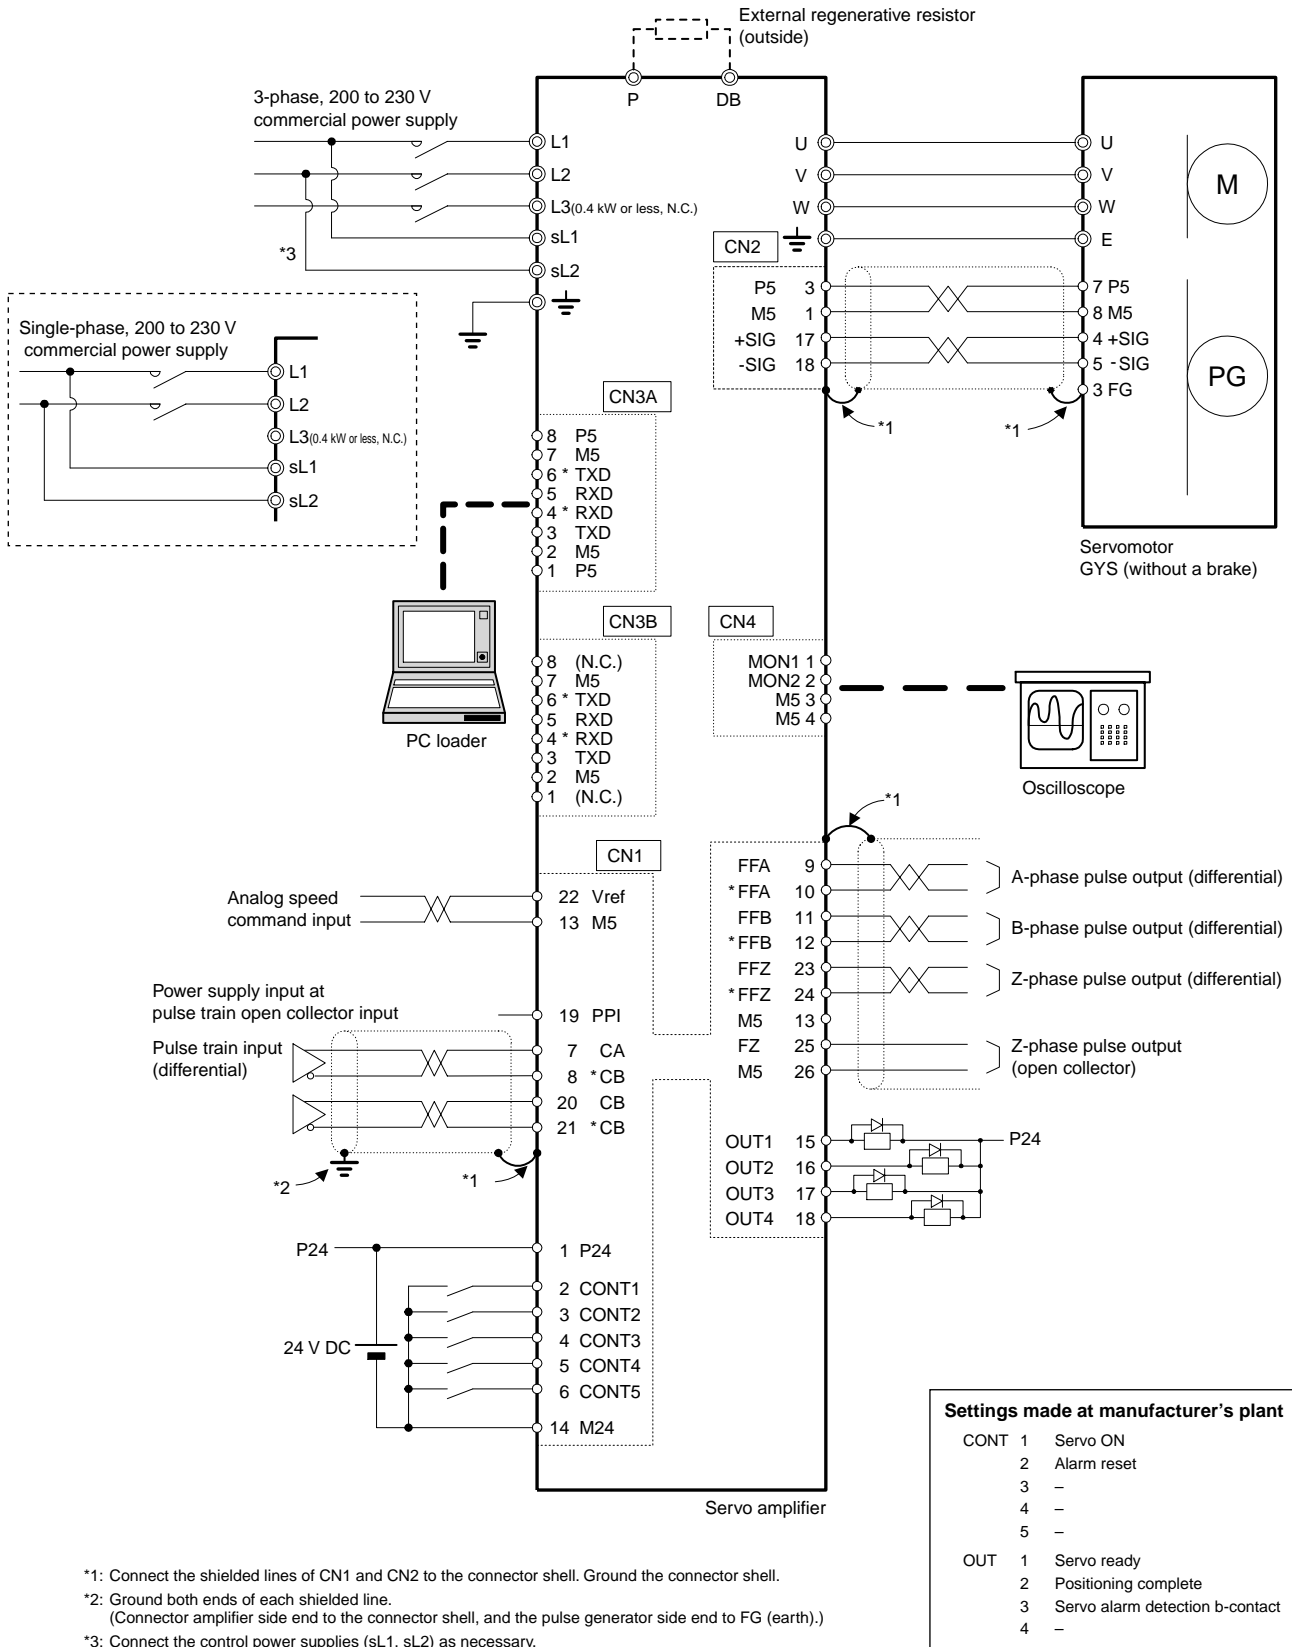 External regenerative resistor
(outside)
P
DB
3-phase, 200 to 230 V
commercial power supply
L1
L2
L3(0.4 kW or less, N.C.)
sL1
sL2
*3
U
V
W
U
V
W
E
M
CN2
P5 3
M5 1
+SIG 17
-SIG 18
7 P5
8 M5
4 +SIG
5 -SIG
3 FG
PG
*1
*1
Servomotor
GYS (without a brake)
Single-phase, 200 to 230 V
commercial power supply
L1
L2
L3(0.4 kW or less, N.C.)
sL1
sL2
CN3A
8 P5
7 M5
6 * TXD
5 RXD
4 * RXD
3 TXD
2 M5
1 P5
PC loader
CN3B
8 (N.C.)
7 M5
6 * TXD
5 RXD
4 * RXD
3 TXD
2 M5
1 (N.C.)
CN4
MON1 1
MON2 2
M5 3
M5 4
Oscilloscope
*1
CN1
Analog speed
command input
22 Vref
13 M5
Power supply input at
pulse train open collector input
19 PPI
Pulse train input
(differential)
7 CA
8 *CB
20 CB
21 *CB
*2
*1
FFA 9
*FFA 10
FFB 11
*FFB 12
FFZ 23
*FFZ 24
M5 13
FZ 25
M5 26
A-phase pulse output (differential)
B-phase pulse output (differential)
Z-phase pulse output (differential)
Z-phase pulse output
(open collector)
OUT1 15
OUT2 16
OUT3 17
OUT4 18
P24
P24
24 V DC
1 P24
2 CONT1
3 CONT2
4 CONT3
5 CONT4
6 CONT5
14 M24
Servo amplifier
Settings made at manufacturer’s plant
CONT 1 Servo ON
2 Alarm reset
3 –
4 –
5 –
OUT 1 Servo ready
2 Positioning complete
3 Servo alarm detection b-contact
4 –
*1: Connect the shielded lines of CN1 and CN2 to the connector shell. Ground the connector shell.
*2: Ground both ends of each shielded line.
(Connector amplifier side end to the connector shell, and the pulse generator side end to FG (earth).)
*3: Connect the control power supplies (sL1, sL2) as necessary.